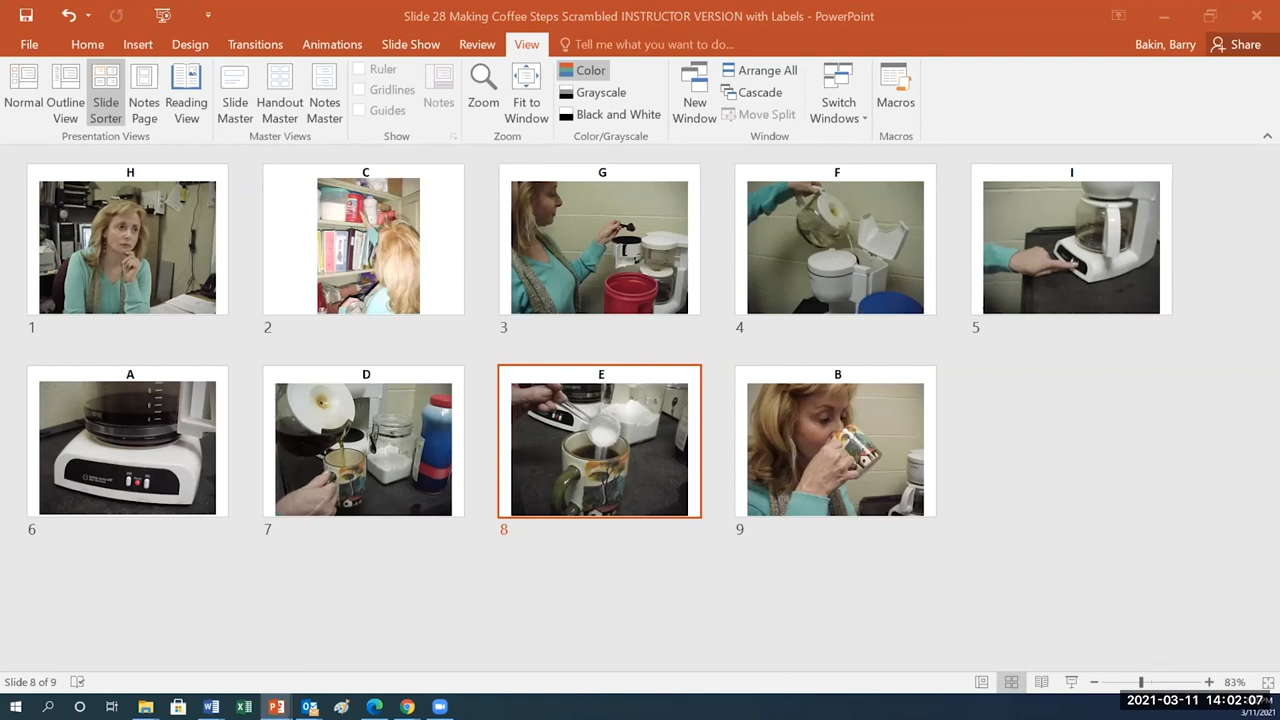 Slide 28 Making Coffee Steps Scrambled INSTRUCTOR VERSION with Labels - PowerPoint
File Home Insert Design Transitions Animations Slide Show Review View Tell me what you want to do... Bakin, Barry Share
Normal Outline View Slide Sorter Notes Page Reading View
Presentation Views
Slide Master Handout Master Notes Master
Master Views
Ruler
Gridlines
Guides
Notes
Show
Zoom Fit to Window
Zoom
Color
Grayscale
Black and White
Color/Grayscale
New Window
Arrange All
Cascade
Move Split
Switch Windows
Window
Macros
Macros
H C G F I
1 2 3 4 5
A D E B
6 7 8 9
Slide 8 of 9 83%
2021-03-11 14:02:07
3/11/2021